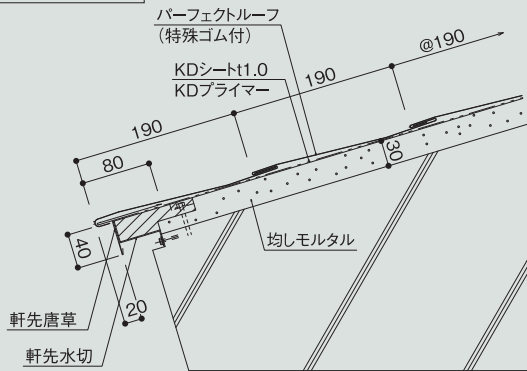 パーフェクトルーフ
(特殊ゴム付)
@190
KDシートt1.0
KDプライマー
190
190
80
30
均しモルタル
40
20
軒先唐草
軒先水切